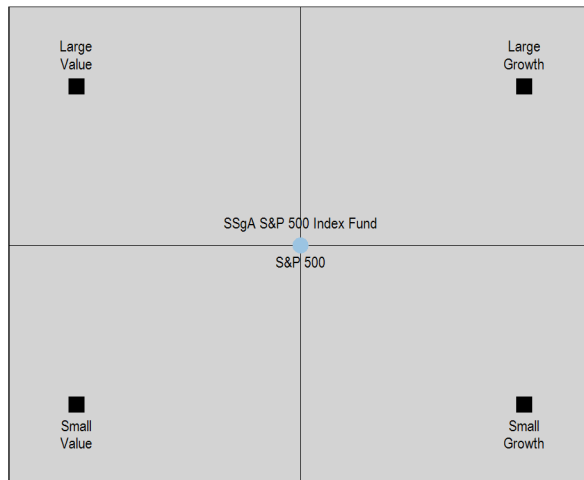 Large
Value
Large
Growth
SSgA S&P 500 Index Fund
S&P 500
Small
Value
Small
Growth